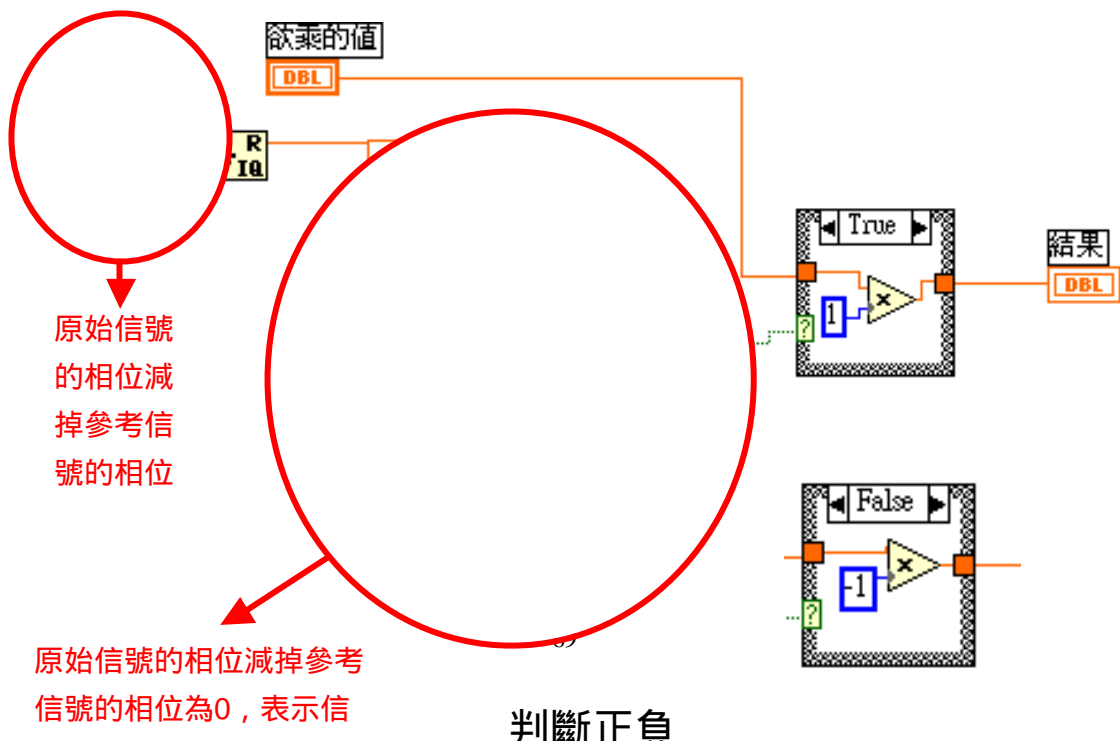 欲乘的值
DBL
R
IQ
True
1
結果
DBL
原始信號
的相位減
掉參考信
號的相位
?
False
-1
?
原始信號的相位減掉參考
信號的相位為0，表示信
判斷正負